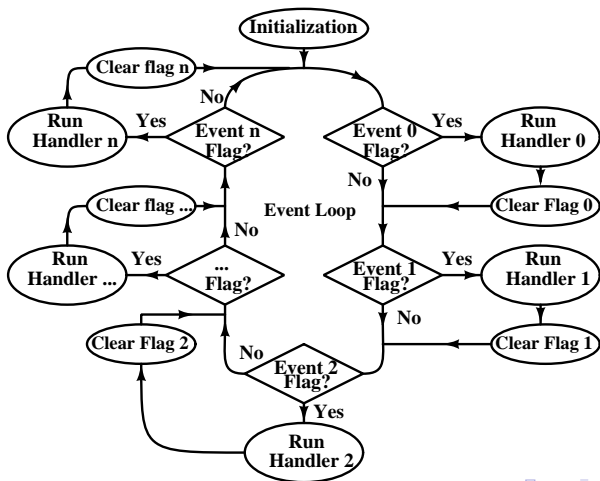 Initialization
Clear flag n
No
Yes
Run
Handler n
Event n
Flag?
Event 0
Flag?
Yes
Run
Handler 0
No
Clear flag ...
Event Loop
Clear Flag 0
No
Yes
Run
Handler ...
...
Flag?
Event 1
Flag?
Yes
Run
Handler 1
No
Clear Flag 2
No
Event 2
Flag?
Clear Flag 1
Yes
Run
Handler 2